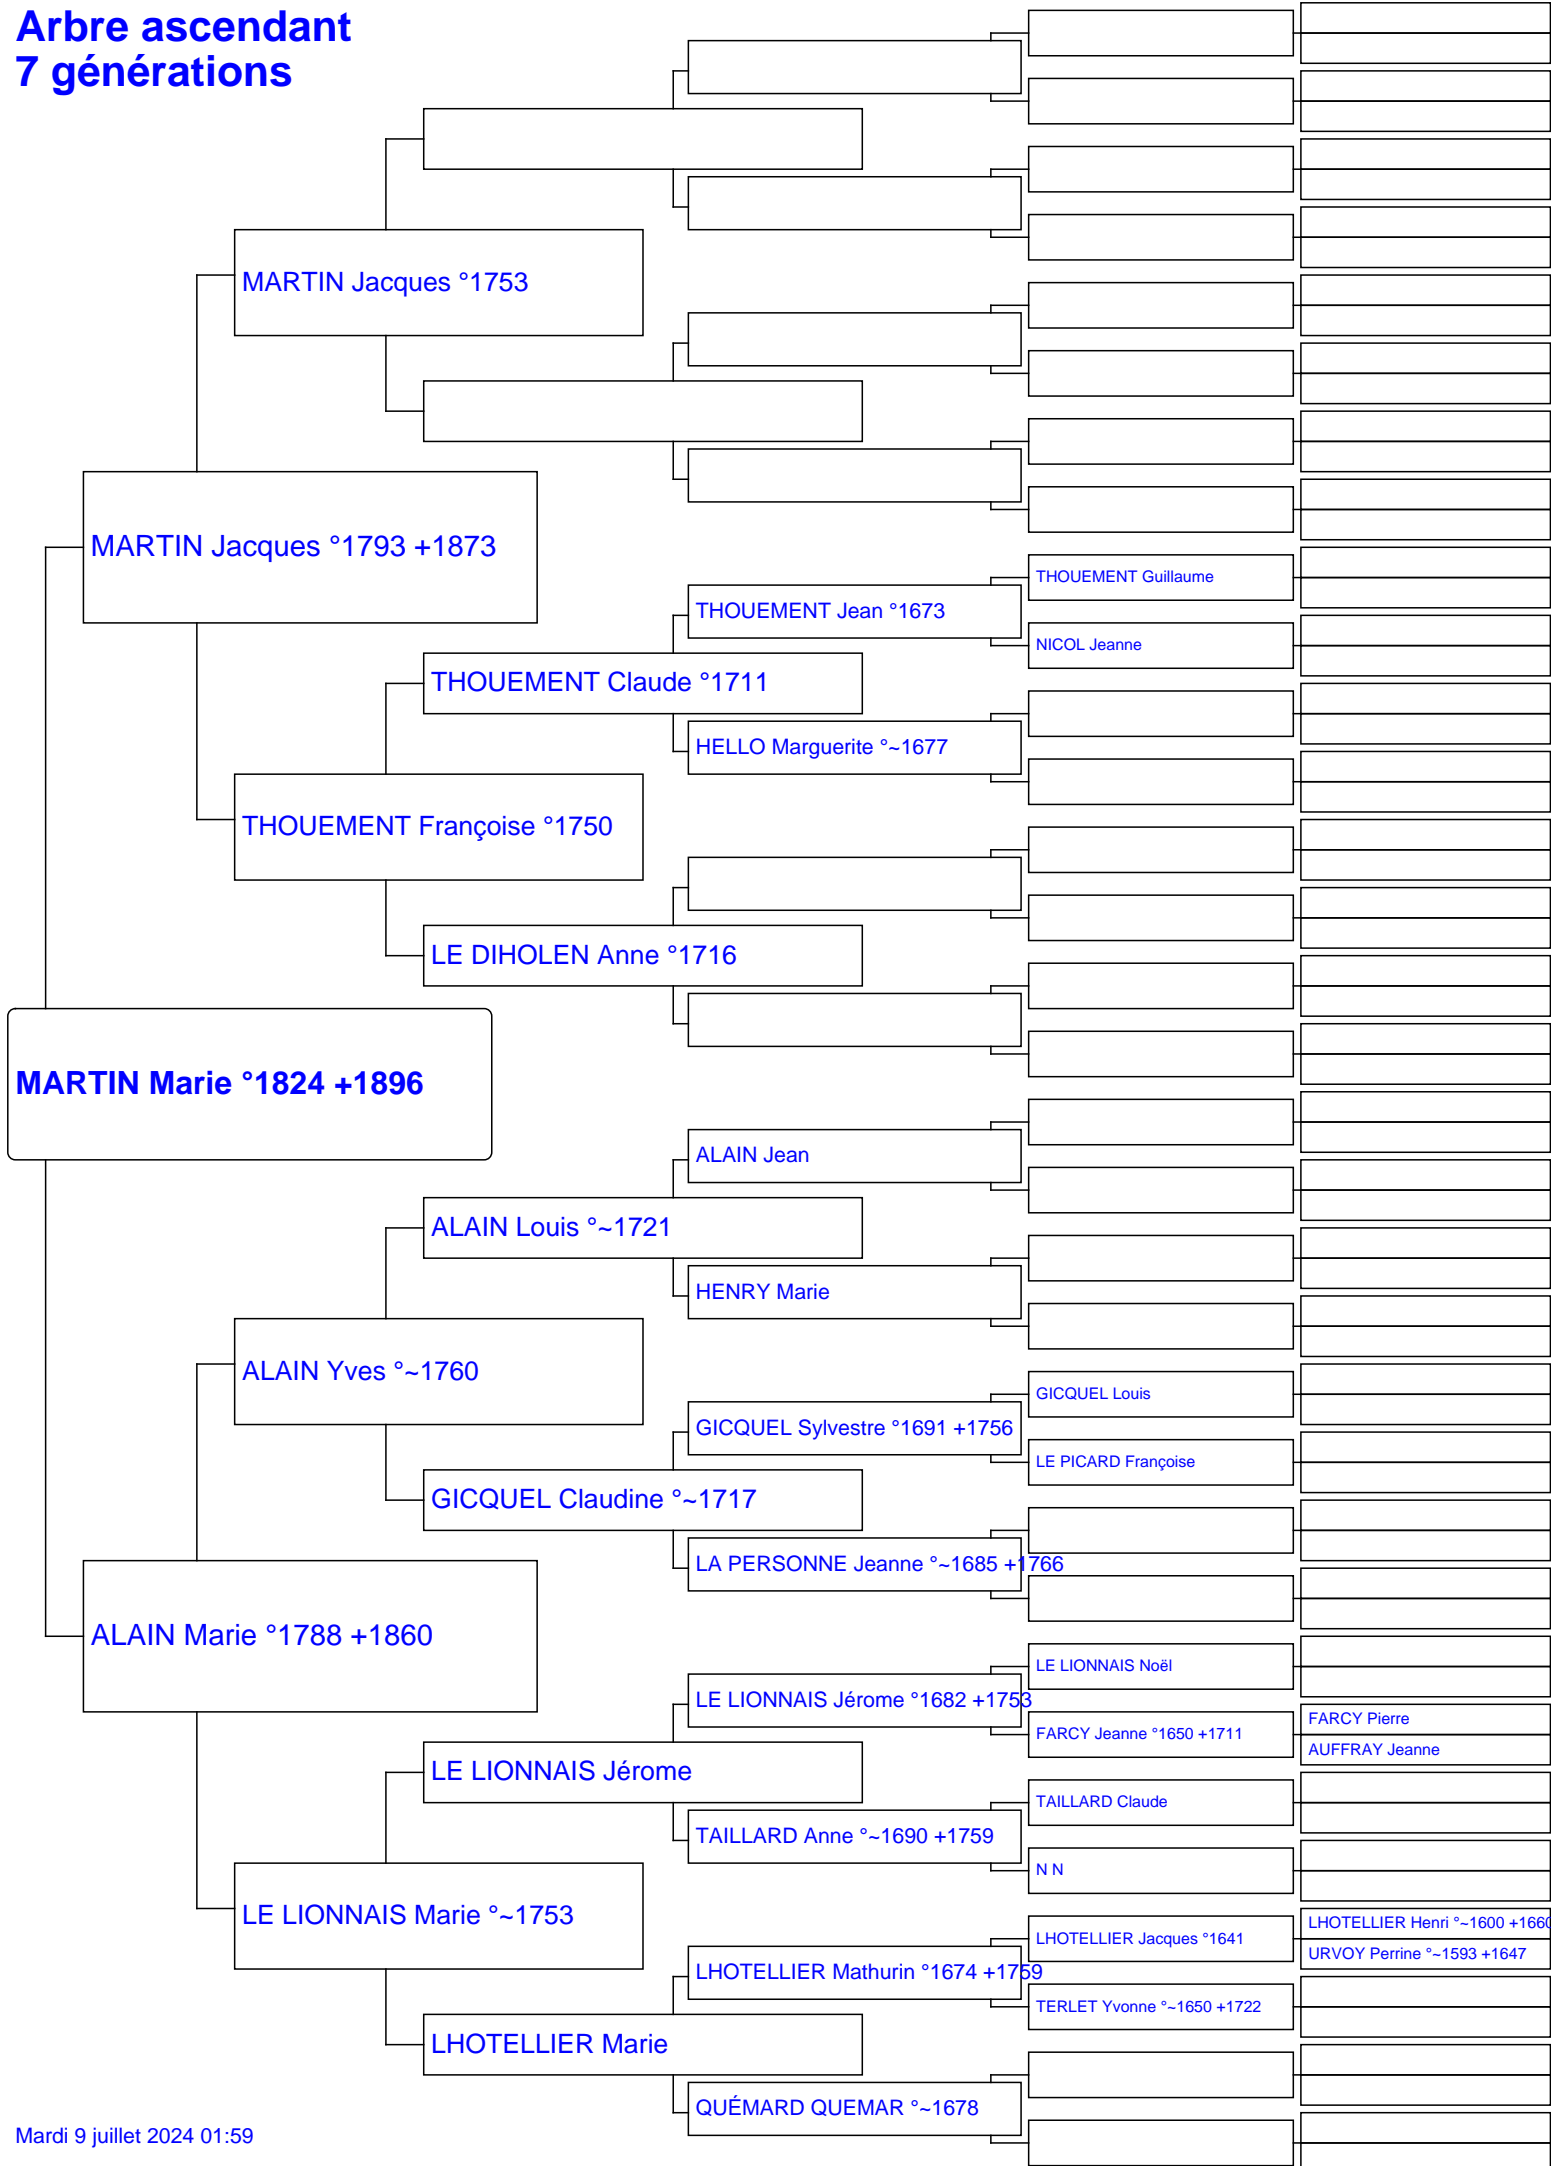 Arbre ascendant
7 générations
MARTIN Jacques °1753
MARTIN Jacques °1793 +1873
THOUEMENT Guillaume
THOUEMENT Jean °1673
NICOL Jeanne
THOUEMENT Claude °1711
HELLO Marguerite °~1677
THOUEMENT Françoise °1750
LE DIHOLEN Anne °1716
MARTIN Marie °1824 +1896
ALAIN Jean
ALAIN Louis °~1721
HENRY Marie
ALAIN Yves °~1760
GICQUEL Louis
GICQUEL Sylvestre °1691 +1756
LE PICARD Françoise
GICQUEL Claudine °~1717
LA PERSONNE Jeanne °~1685 +1766
ALAIN Marie °1788 +1860
LE LIONNAIS Noël
LE LIONNAIS Jérome °1682 +1753
FARCY Pierre
FARCY Jeanne °1650 +1711
AUFFRAY Jeanne
LE LIONNAIS Jérome
TAILLARD Claude
TAILLARD Anne °~1690 +1759
N N
LE LIONNAIS Marie °~1753
LHOTELLIER Henri °~1600 +1660
LHOTELLIER Jacques °1641
URVOY Perrine °~1593 +1647
LHOTELLIER Mathurin °1674 +1759
TERLET Yvonne °~1650 +1722
LHOTELLIER Marie
QUÉMARD QUEMAR °~1678
Mardi 9 juillet 2024 01:59